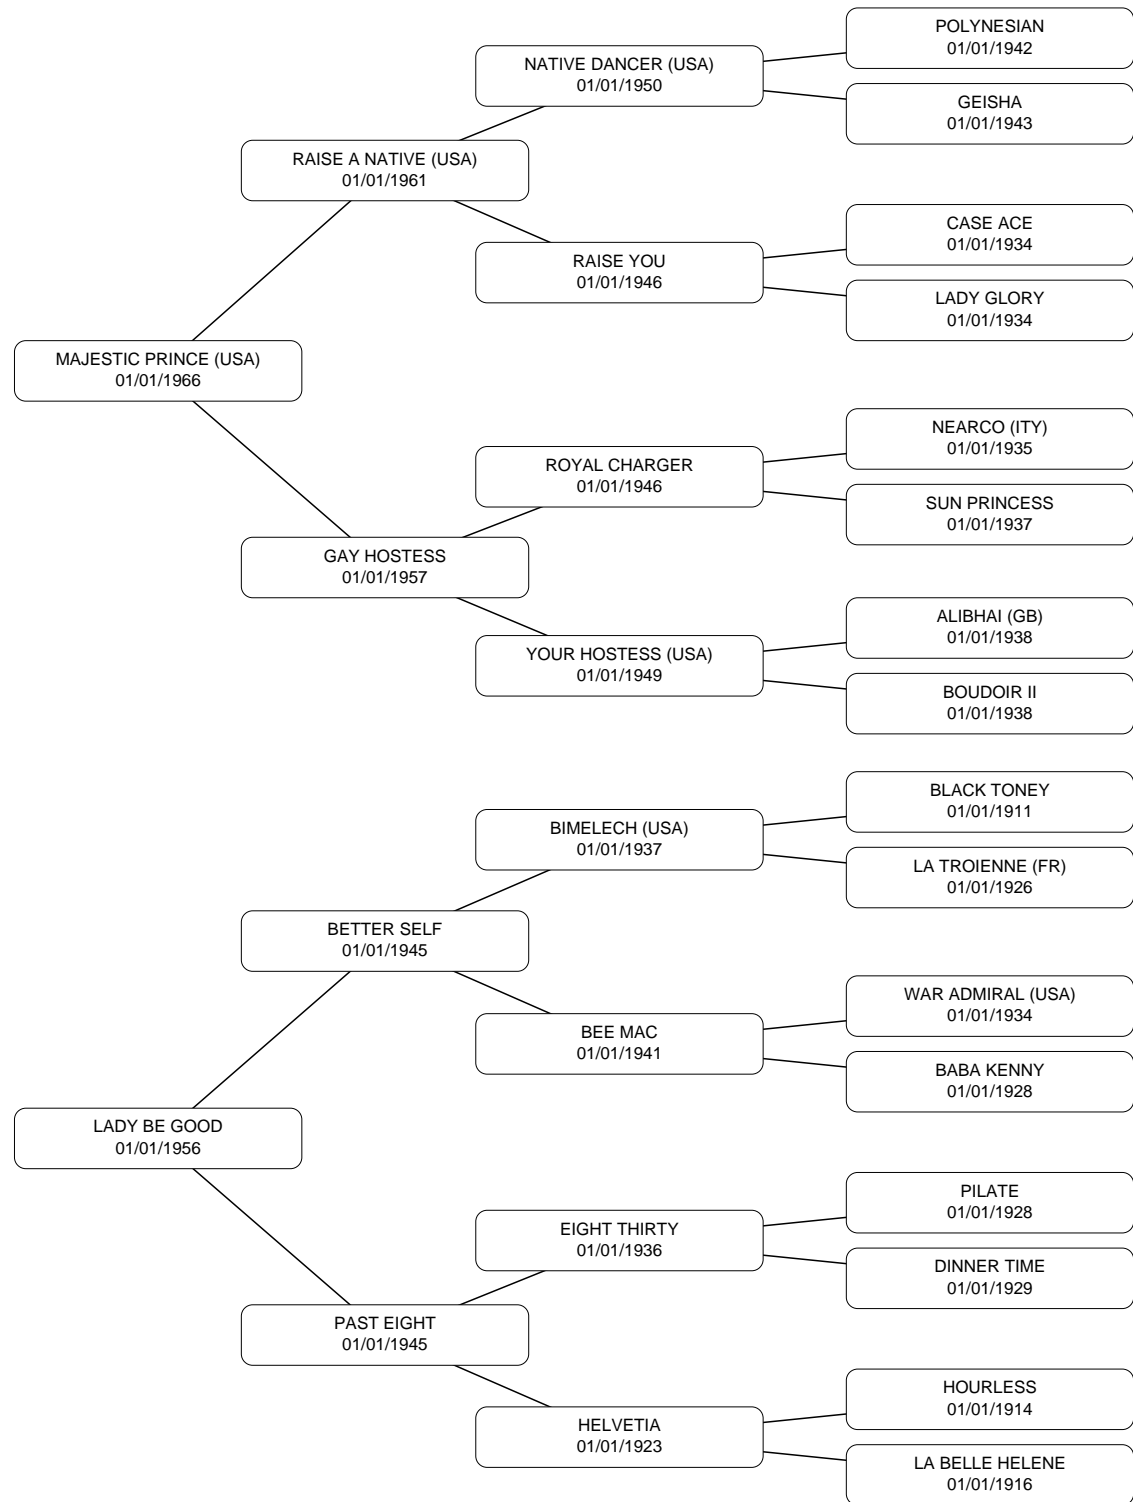 POLYNESIAN
01/01/1942
NATIVE DANCER (USA)
01/01/1950
GEISHA
01/01/1943
RAISE A NATIVE (USA)
01/01/1961
CASE ACE
01/01/1934
RAISE YOU
01/01/1946
LADY GLORY
01/01/1934
MAJESTIC PRINCE (USA)
01/01/1966
NEARCO (ITY)
01/01/1935
ROYAL CHARGER
01/01/1946
SUN PRINCESS
01/01/1937
GAY HOSTESS
01/01/1957
ALIBHAI (GB)
01/01/1938
YOUR HOSTESS (USA)
01/01/1949
BOUDOIR II
01/01/1938
BLACK TONEY
01/01/1911
BIMELECH (USA)
01/01/1937
LA TROIENNE (FR)
01/01/1926
BETTER SELF
01/01/1945
WAR ADMIRAL (USA)
01/01/1934
BEE MAC
01/01/1941
BABA KENNY
01/01/1928
LADY BE GOOD
01/01/1956
PILATE
01/01/1928
EIGHT THIRTY
01/01/1936
DINNER TIME
01/01/1929
PAST EIGHT
01/01/1945
HOURLESS
01/01/1914
HELVETIA
01/01/1923
LA BELLE HELENE
01/01/1916